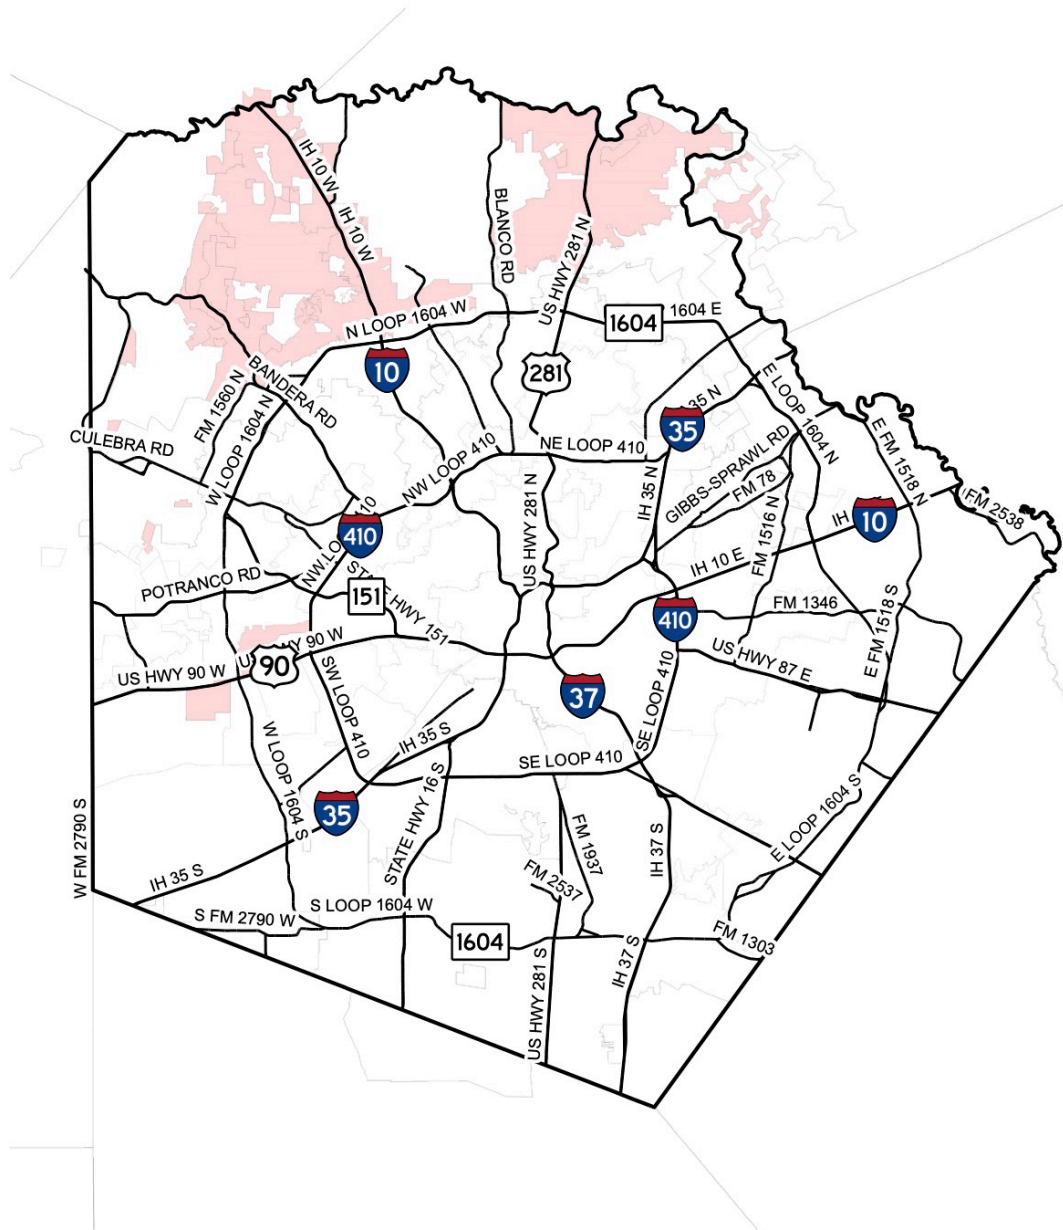 IH 10 W
IH 10 W
BLANCO RD
US HWY 281 N
N LOOP 1604 W
1604
1604 E
10
281
BANDERA RD
FM 1560 N
W LOOP 1604 N
CULEBRA RD
E LOOP 1604 N
35 N
35
NE LOOP 410
NW LOOP 410
E FM 1518 N
GIBBS-SPRAWL RD
FM 78
IH 35 N
US HWY 281 N
FM 1516 N
IH
10
FM 2538
410
IH 10 E
POTRANCO RD
151
410
FM 1346
E FM 1518 S
US HWY 90 W
90
US HWY 87 E
SW LOOP 410
37
SE LOOP 410
W LOOP 1604 S
IH 35 S
SE LOOP 410
35
STATE HWY 16 S
FM 1937
IH 37 S
E LOOP 1604 S
W FM 2790 S
IH 35 S
FM 2537
S FM 2790 W
S LOOP 1604 W
1604
FM 1303
IH 37 S
US HWY 281 S